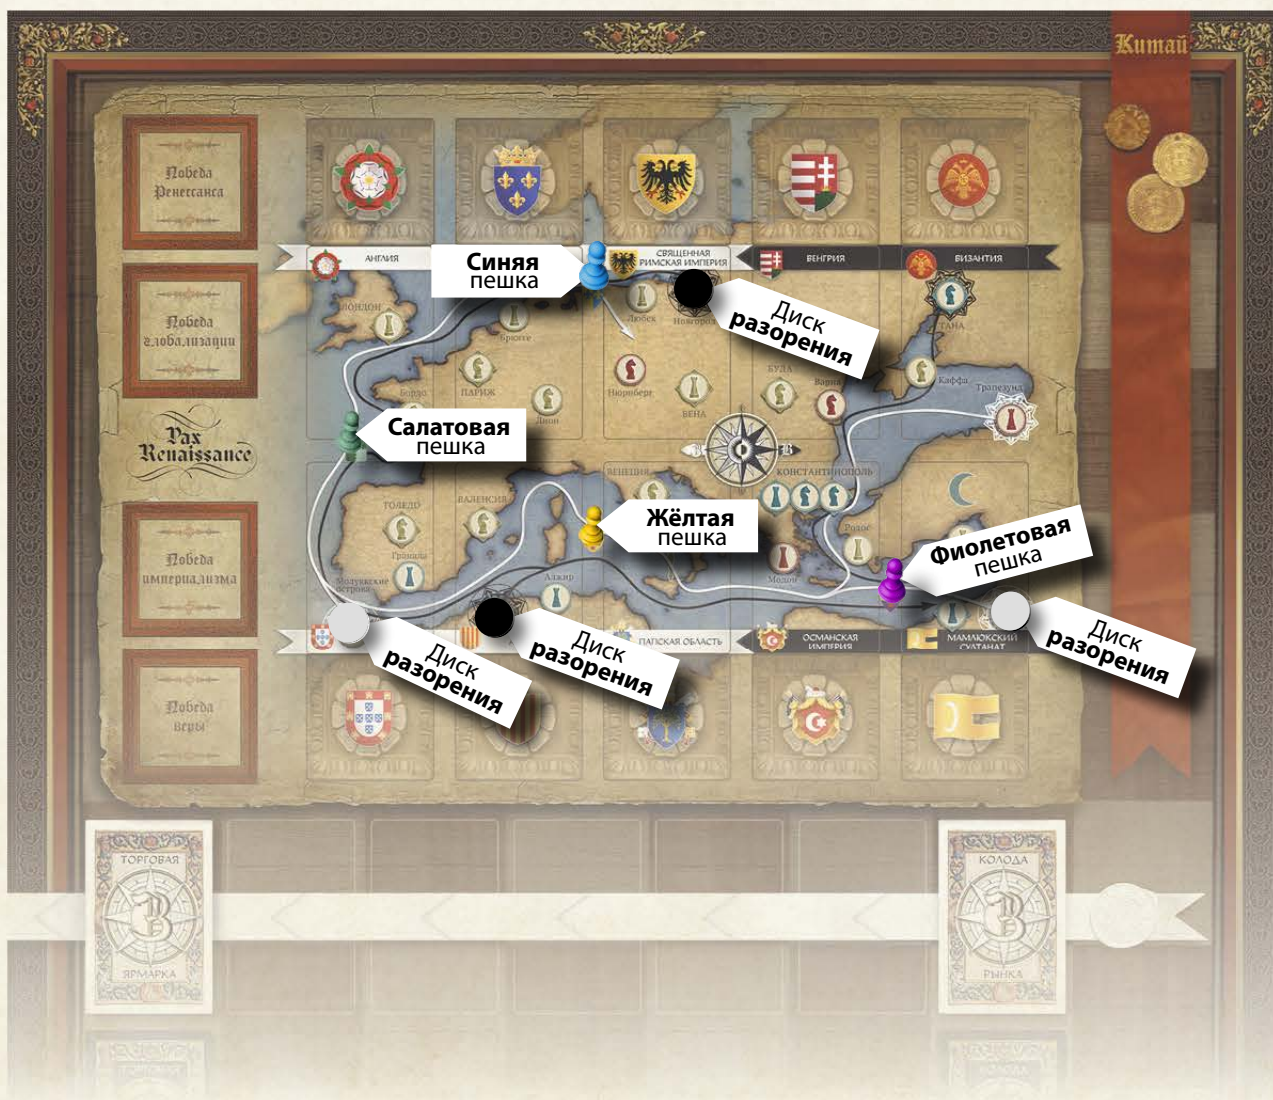 Китай
Победа
Ренессанса
АНГЛИЯ
Синяя
пешка
СВЯЩЕННАЯ
РИМСКАЯ ИМПЕРИЯ
ВЕНГРИЯ
ВИЗАНТИЯ
Победа
глобализации
ЛОНДОН
Брюгге
Любек
Новгород
Диск
разорения
ТАНА
Бордо
ПАРИЖ
Дижон
Нюрнберг
ВЕНА
БУДА
Варна
Каффа
Трапезунд
Pax
Renaissance
Салатовая
пешка
ТОЛЕДО
ВАЛЕНСИЯ
ВЕНЕЦИЯ
КОНСТАНТИНОПОЛЬ
Гранада
Жёлтая
пешка
Родос
Фиолетовая
пешка
Победа
империализма
Молуккские
острова
Алжир
Модон
Диск
разорения
Диск
разорения
ПАПСКАЯ ОБЛАСТЬ
ОСМАНСКАЯ
ИМПЕРИЯ
МАМЛЮКСКИЙ
СУЛТАНАТ
Диск
разорения
Победа
веры
ТОРГОВАЯ
ЯРМАРКА
КОЛОДА
РЫНКА